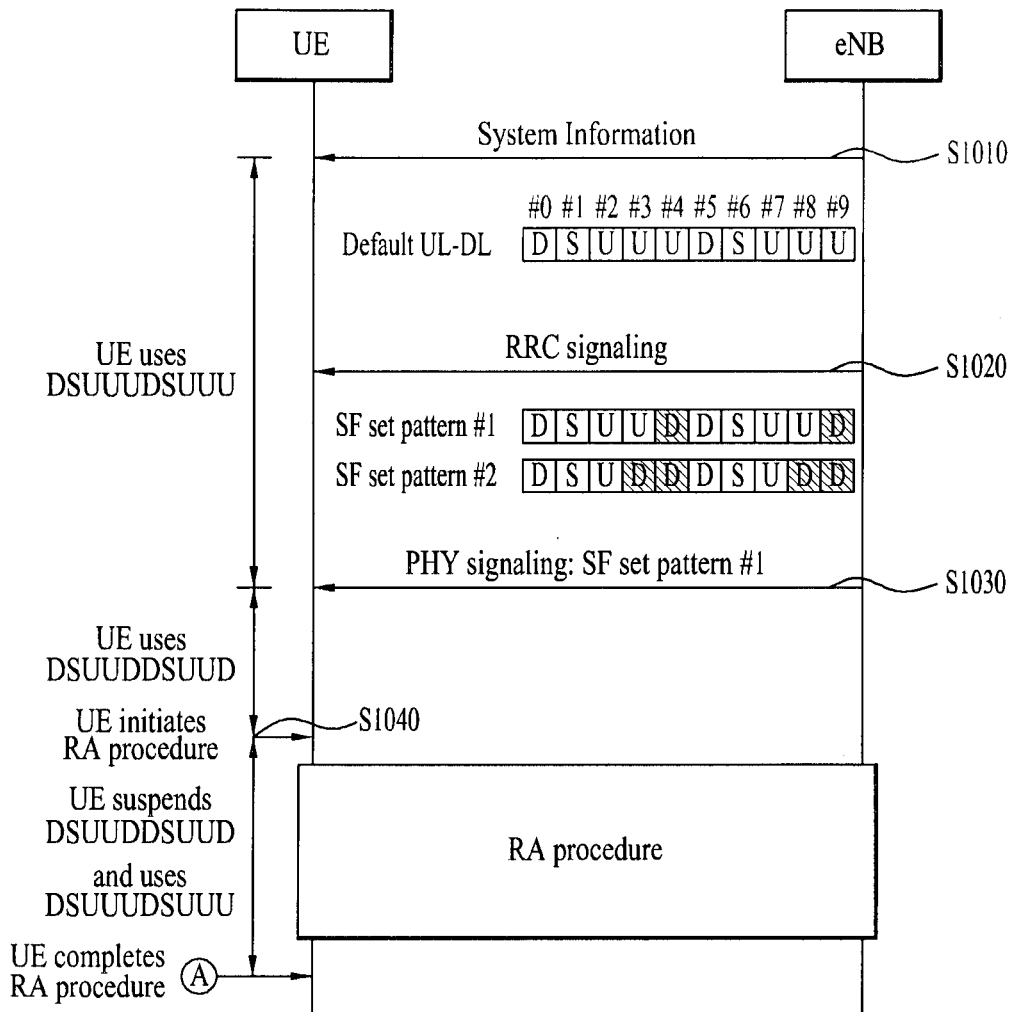 UE
eNB
System Information
S1010
#0 #1 #2 #3 #4 #5 #6 #7 #8 #9
Default UL-DL D S U U U D S U U U
UE uses
DSUUUDSUUU
RRC signaling
S1020
SF set pattern #1 D S U U D D S U U D
SF set pattern #2 D S U D D D S U D D
PHY signaling: SF set pattern #1
S1030
UE uses
DSUUDDSUUD
UE initiates
RA procedure
S1040
UE suspends
DSUUDDSUUD
and uses
DSUUUDSUUU
RA procedure
UE completes
RA procedure
A